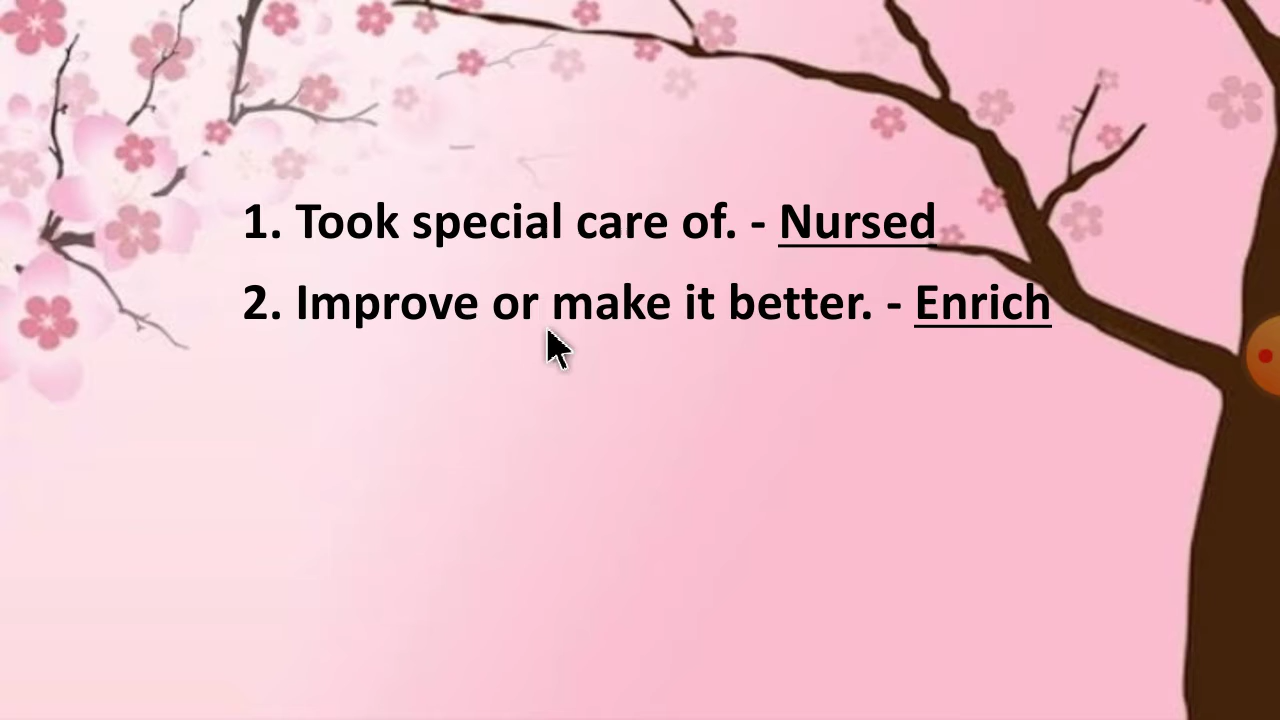 1. Took special care of. - Nursed
2. Improve or make it better. - Enrich